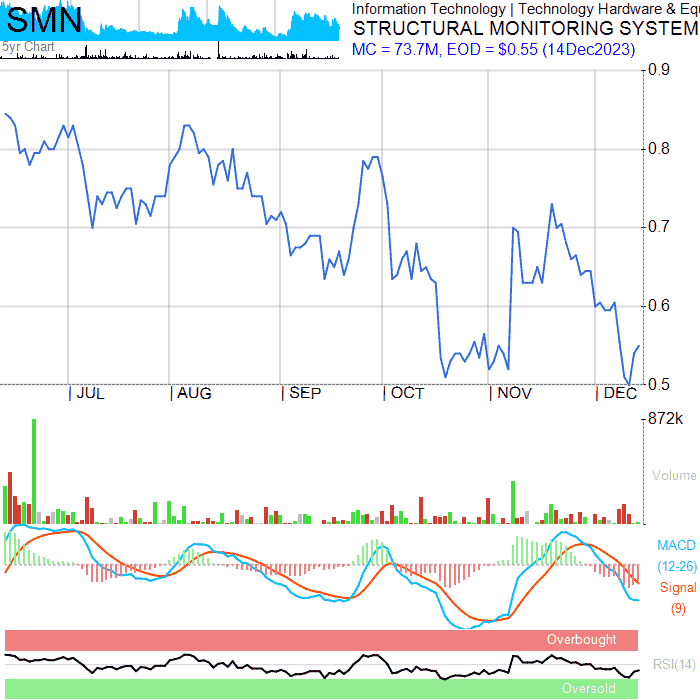 SMN
5yr Chart
Information Technology | Technology Hardware & Equ
STRUCTURAL MONITORING SYSTEM
MC = 73.7M, EOD = $0.55 (14Dec2023)
0.9
0.8
0.7
0.6
0.5
JUL AUG SEP OCT NOV DEC
872k
Volume
MACD
(12-26)
Signal
(9)
Overbought
RSI(14)
Oversold